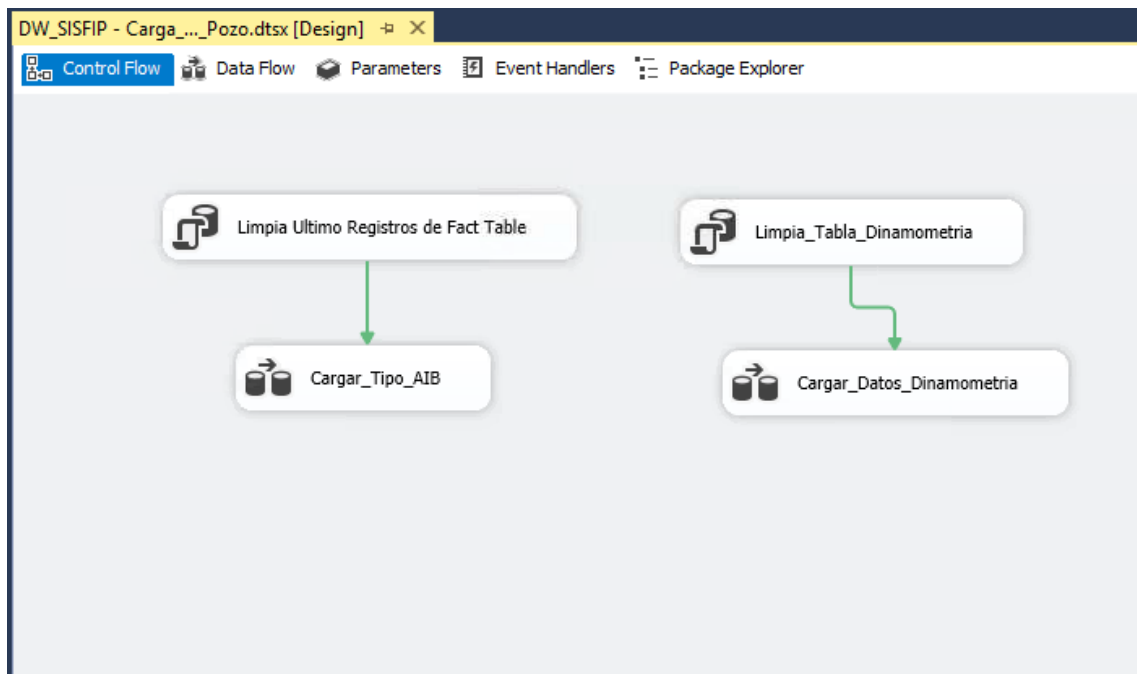 DW_SISFIP - Carga_..._Pozo.dtsx [Design]
Control Flow Data Flow Parameters Event Handlers Package Explorer
Limpia Ultimo Registros de Fact Table
Limpia_Tabla_Dinamometria
Cargar_Tipo_AIB
Cargar_Datos_Dinamometria